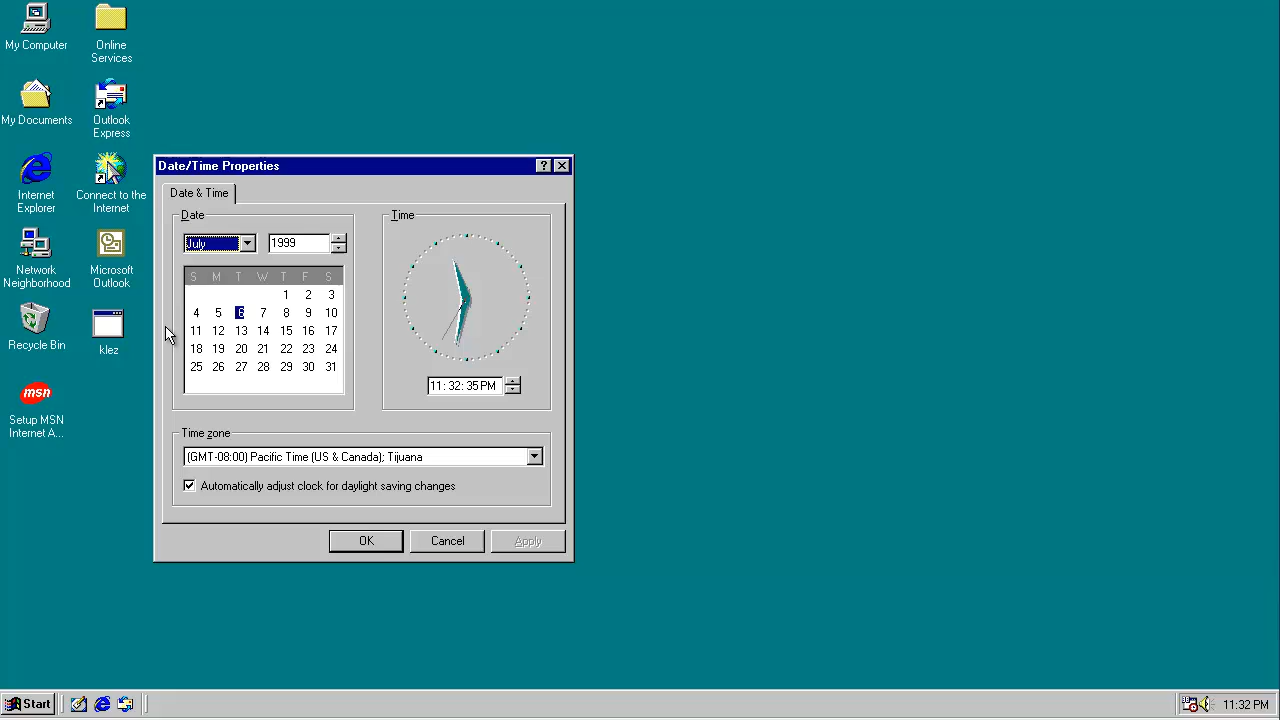 My Computer
Online
Services
My Documents
Outlook
Express
Internet
Explorer
Connect to the
Internet
Network
Neighborhood
Microsoft
Outlook
Recycle Bin
klez
msn
Setup MSN
Internet A...
Date/Time Properties
Date & Time
Date
July
1999
S M T W T F S
1 2 3
4 5 6 7 8 9 10
11 12 13 14 15 16 17
18 19 20 21 22 23 24
25 26 27 28 29 30 31
Time
11:32:35 PM
Time zone
(GMT-08:00) Pacific Time (US & Canada); Tijuana
Automatically adjust clock for daylight saving changes
OK
Cancel
Apply
Start
11:32 PM